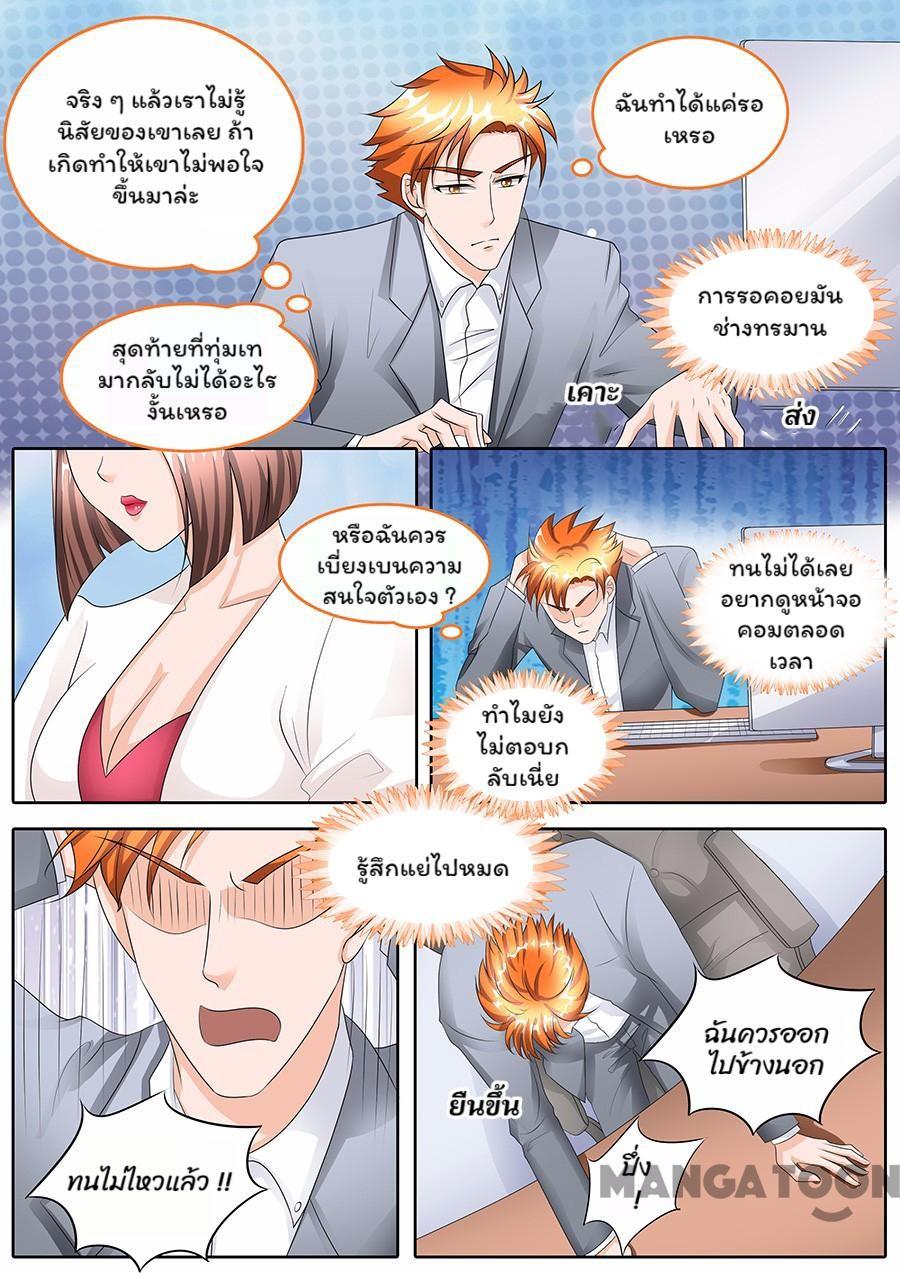 จริง ๆ แล้วเราไม่รู้
นิสัยของเขาเลย ถ้า
เกิดทำให้เขาไม่พอใจ
ขึ้นมาล่ะ
ฉันทำได้แค่รอ
เหรอ
การรอคอยมัน
ช่างทรมาน
สุดท้ายที่ทุ่มเท
มากลับไม่ได้อะไร
งั้นเหรอ
เคาะ
ส่ง
หรือฉันควร
เบี่ยงเบนความ
สนใจตัวเอง ?
ทนไม่ได้เลย
อยากดูหน้าจอ
คอมตลอด
เวลา
ทำไมยัง
ไม่ตอบก
ลับเนี่ย
รู้สึกแย่ไปหมด
ฉันควรออก
ไปข้างนอก
ยืนขึ้น
ปึ่ง
!
ทนไม่ไหวแล้ว !!
MANGATOON